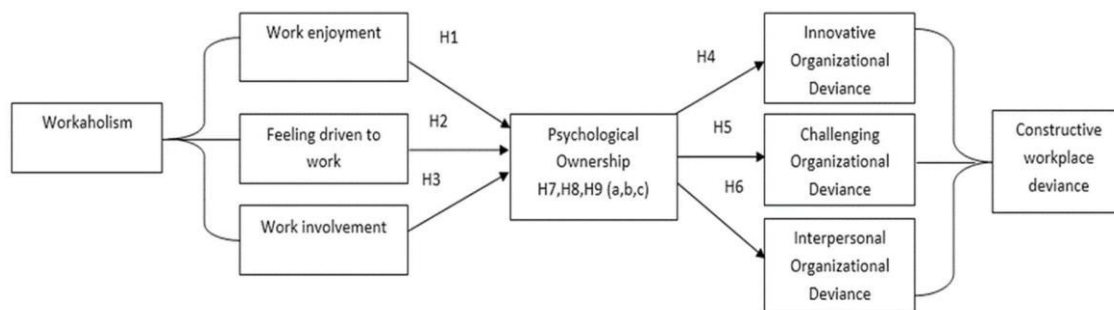 Workaholism
Work enjoyment
Feeling driven to
work
Work involvement
H1
H2
H3
Psychological
Ownership
H7,H8,H9 (a,b,c)
H4
H5
H6
Innovative
Organizational
Deviance
Challenging
Organizational
Deviance
Interpersonal
Organizational
Deviance
Constructive
workplace
deviance